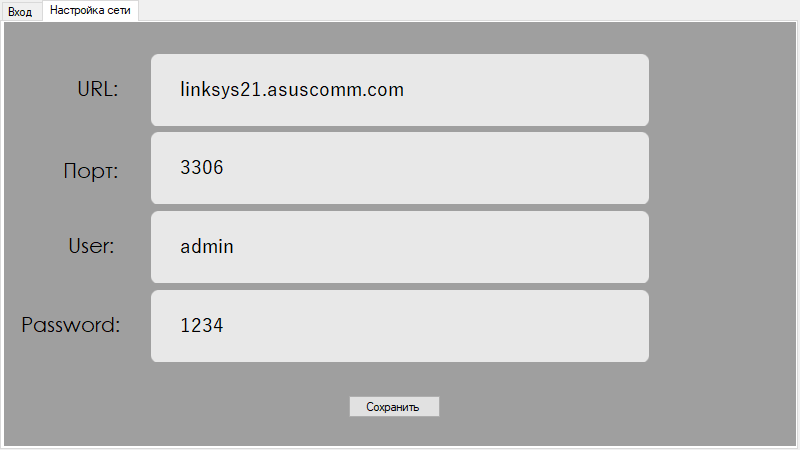 Вход Настройка сети
URL: linksys21.asuscomm.com
Порт: 3306
User: admin
Password: 1234
Сохранить